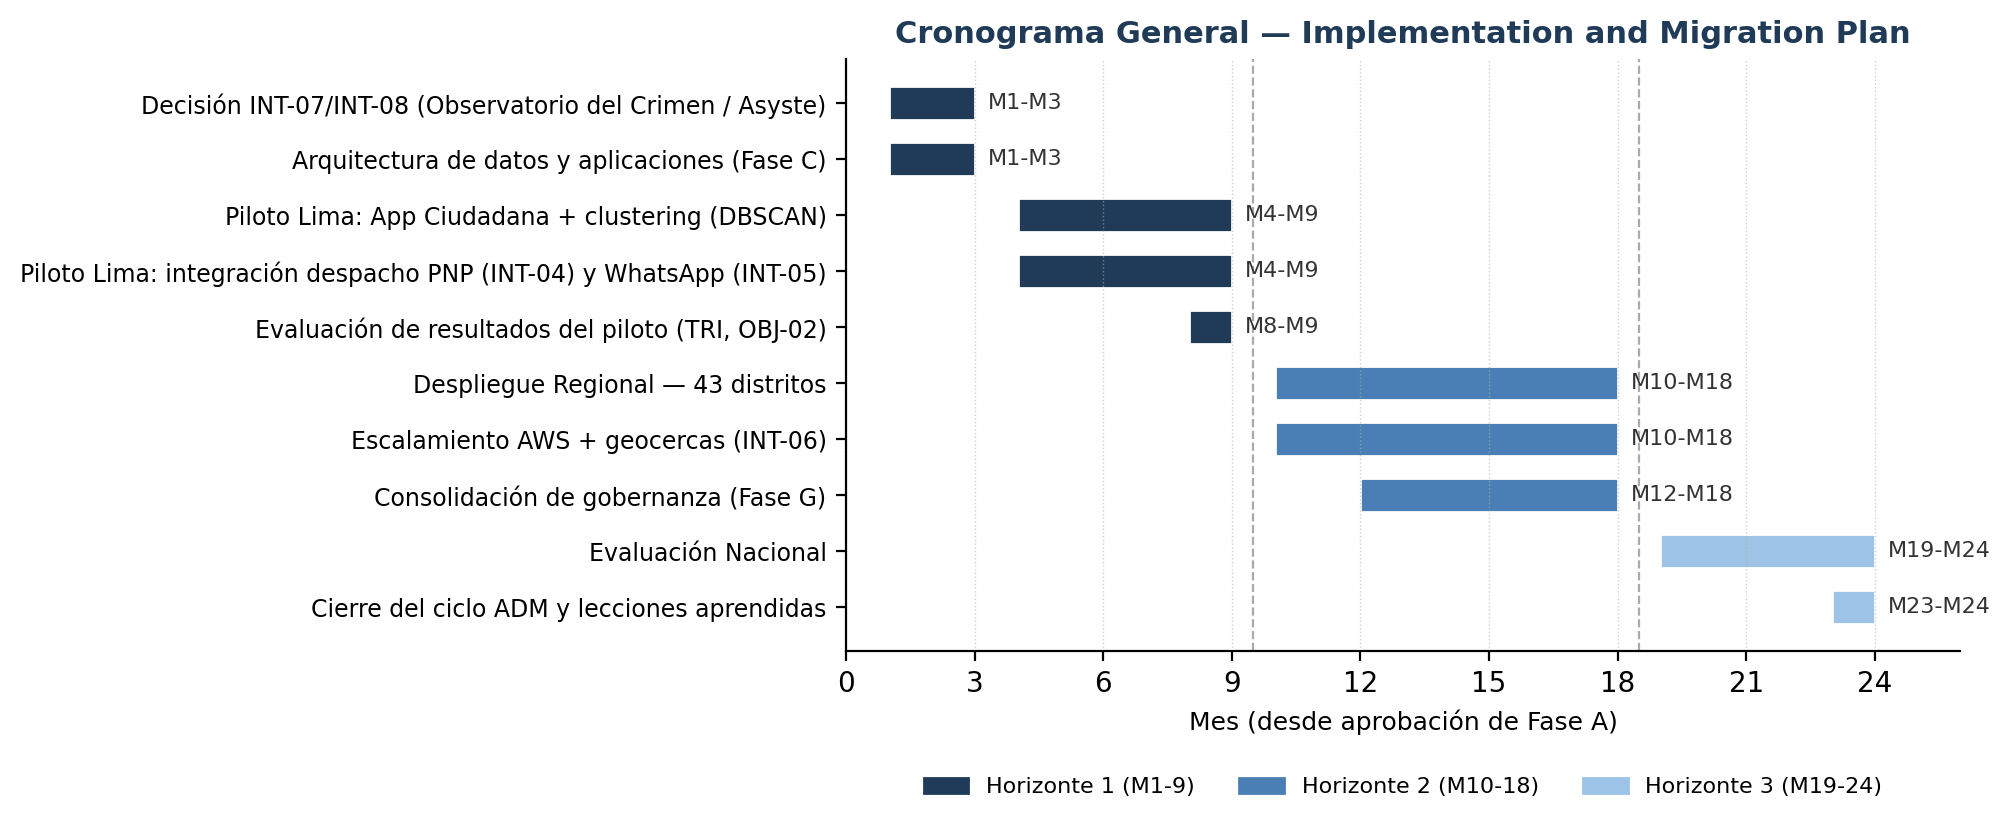 Cronograma General — Implementation and Migration Plan
Decisión INT-07/INT-08 (Observatorio del Crimen / Asyste) M1-M3
Arquitectura de datos y aplicaciones (Fase C) M1-M3
Piloto Lima: App Ciudadana + clustering (DBSCAN) M4-M9
Piloto Lima: integración despacho PNP (INT-04) y WhatsApp (INT-05) M4-M9
Evaluación de resultados del piloto (TRI, OBJ-02) M8-M9
Despliegue Regional — 43 distritos M10-M18
Escalamiento AWS + geocercas (INT-06) M10-M18
Consolidación de gobernanza (Fase G) M12-M18
Evaluación Nacional M19-M24
Cierre del ciclo ADM y lecciones aprendidas M23-M24
0 3 6 9 12 15 18 21 24
Mes (desde aprobación de Fase A)
Horizonte 1 (M1-9) Horizonte 2 (M10-18) Horizonte 3 (M19-24)